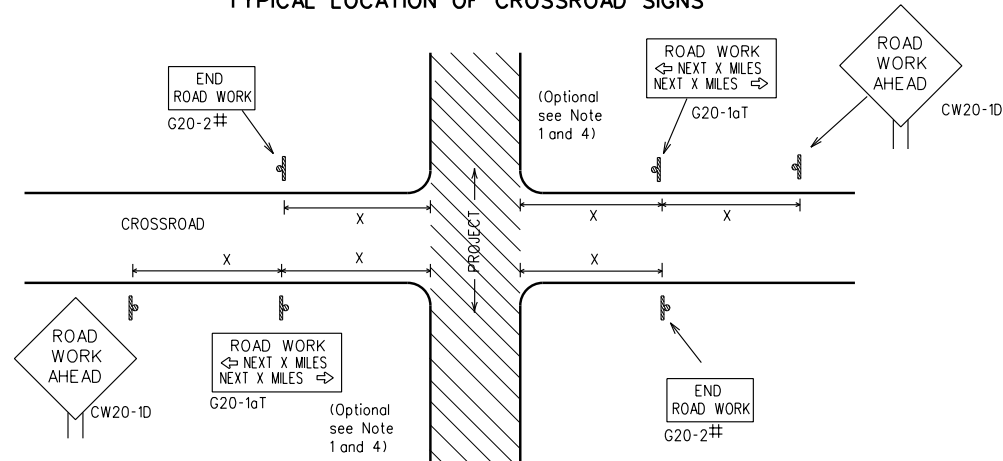 TYPICAL LOCATION OF CROSSROAD SIGNS
END
ROAD WORK
G20-2#
(Optional
see Note
1 and 4)
ROAD WORK
⇦ NEXT X MILES
NEXT X MILES ⇨
G20-1aT
ROAD
WORK
AHEAD
CW20-1D
X
X
X
CROSSROAD
PROJECT
X
X
X
ROAD
WORK
AHEAD
CW20-1D
ROAD WORK
⇦ NEXT X MILES
NEXT X MILES ⇨
G20-1aT
(Optional
see Note
1 and 4)
END
ROAD WORK
G20-2#